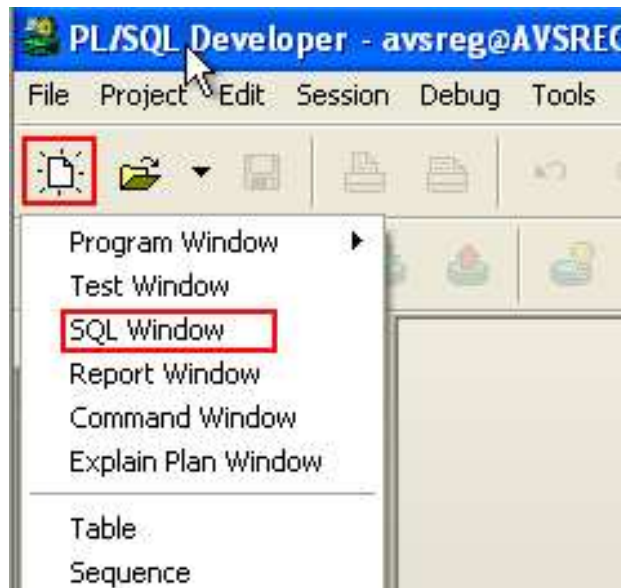 PL/SQL Developer - avsreg@AVSREG
File Project Edit Session Debug Tools
Program Window
Test Window
SQL Window
Report Window
Command Window
Explain Plan Window
Table
Sequence